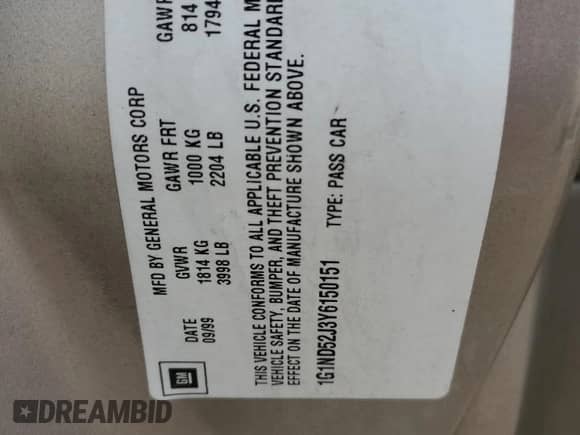 MFD BY GENERAL MOTORS CORP
DATE GVWR GAWR FRT GAWR
09/99 1814 KG 1000 KG 814
3998 LB 2204 LB 1794
THIS VEHICLE CONFORMS TO ALL APPLICABLE U.S. FEDERAL M
VEHICLE SAFETY, BUMPER, AND THEFT PREVENTION STANDARD
EFFECT ON THE DATE OF MANUFACTURE SHOWN ABOVE.
1G1ND52J3Y6150151 TYPE: PASS CAR
GM
DREAMBID